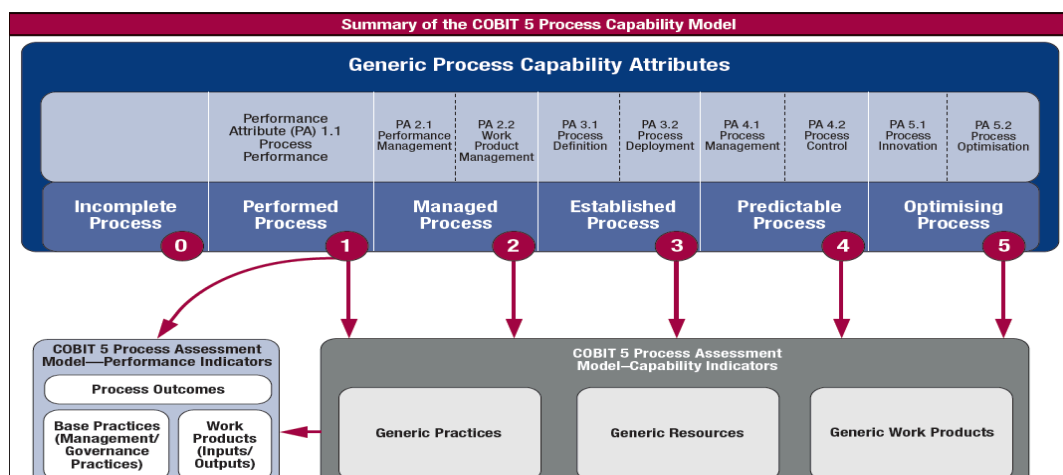 Summary of the COBIT 5 Process Capability Model
Generic Process Capability Attributes
Performance
Attribute (PA) 1.1
Process
Performance
PA 2.1
Performance
Management
PA 2.2
Work
Product
Management
PA 3.1
Process
Definition
PA 3.2
Process
Deployment
PA 4.1
Process
Management
PA 4.2
Process
Control
PA 5.1
Process
Innovation
PA 5.2
Process
Optimisation
Incomplete
Process
0
Performed
Process
1
Managed
Process
2
Established
Process
3
Predictable
Process
4
Optimising
Process
5
COBIT 5 Process Assessment
Model—Performance Indicators
Process Outcomes
Base Practices
(Management/
Governance
Practices)
Work
Products
(Inputs/
Outputs)
COBIT 5 Process Assessment
Model–Capability Indicators
Generic Practices
Generic Resources
Generic Work Products